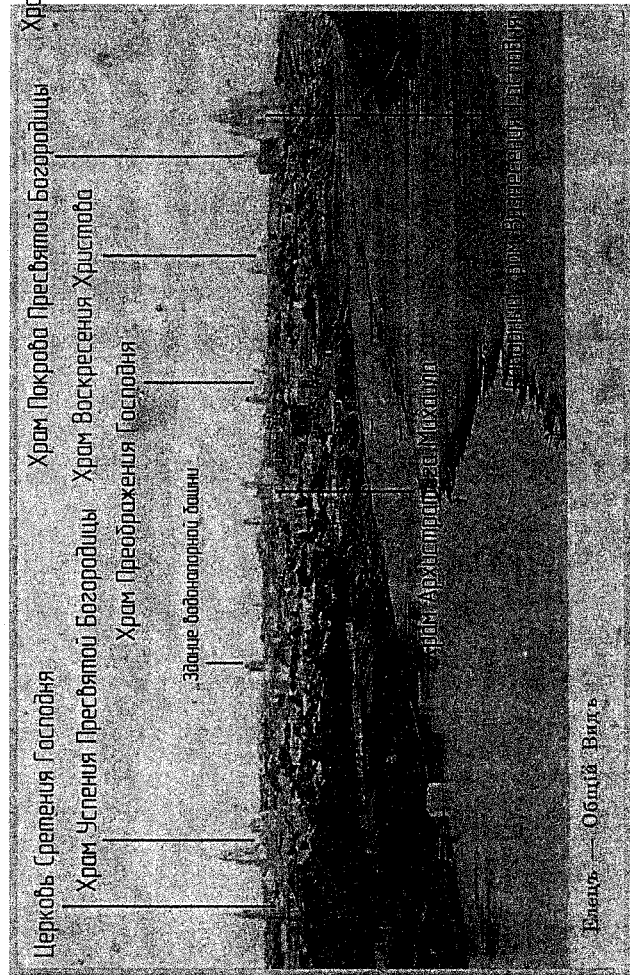 Церковь Сретения Господня
Храм Успения Пресвятой Богородицы
Храм Преображения Господня
Здание водонапорной башни
Храм Покрова Пресвятой Богородицы
Храм Воскресения Христова
Храм Архистратига Михаила
Храм Вознесения Господня
Елецъ — Общій Видъ